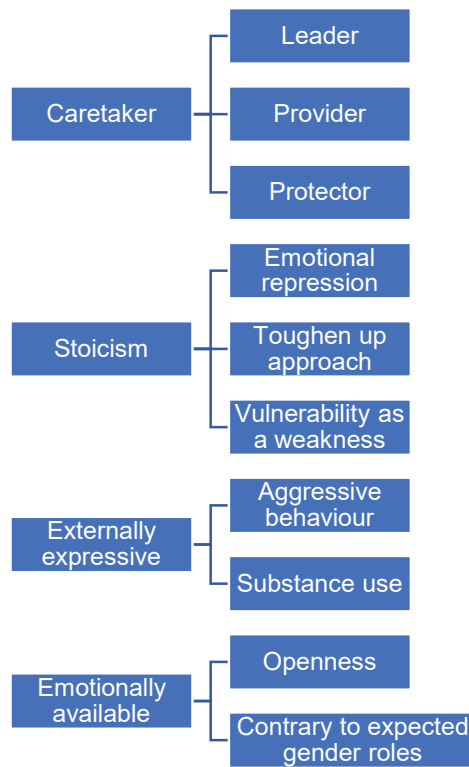 Leader
Caretaker
Provider
Protector
Emotional
repression
Stoicism
Toughen up
approach
Vulnerability as
a weakness
Externally
expressive
Aggressive
behaviour
Substance use
Emotionally
available
Openness
Contrary to expected
gender roles